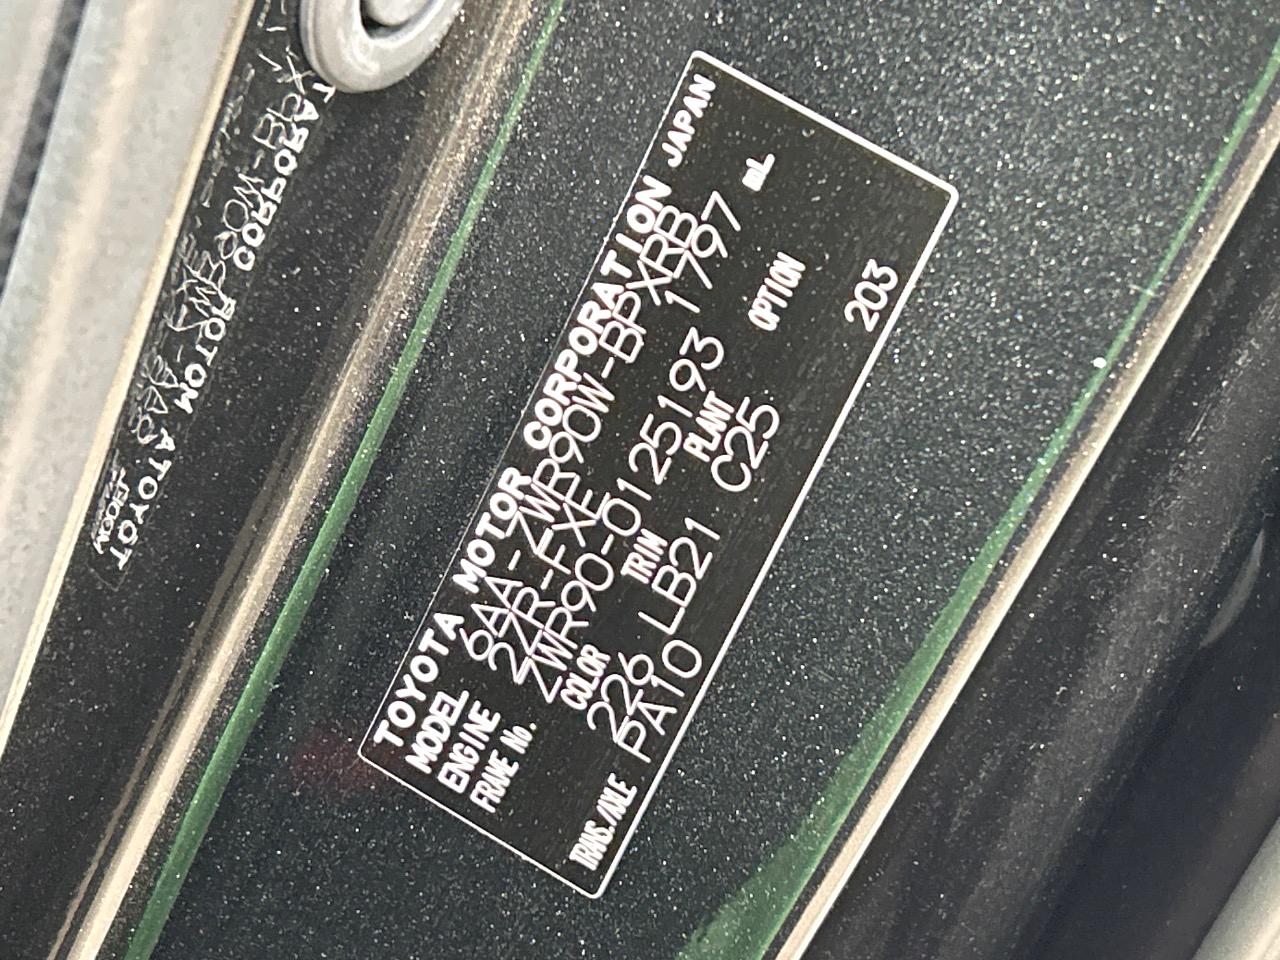 TOYOTA MOTOR CORPORATION JAPAN
MODEL 6AA-ZWR90W-BPXRB
ENGINE 2ZR-FXE 1797 mL
FRAME No. ZWR90-0125193
COLOR TRIN PLANT OPTION
226 LB21 C25
TRANS./AXLE PA10 203